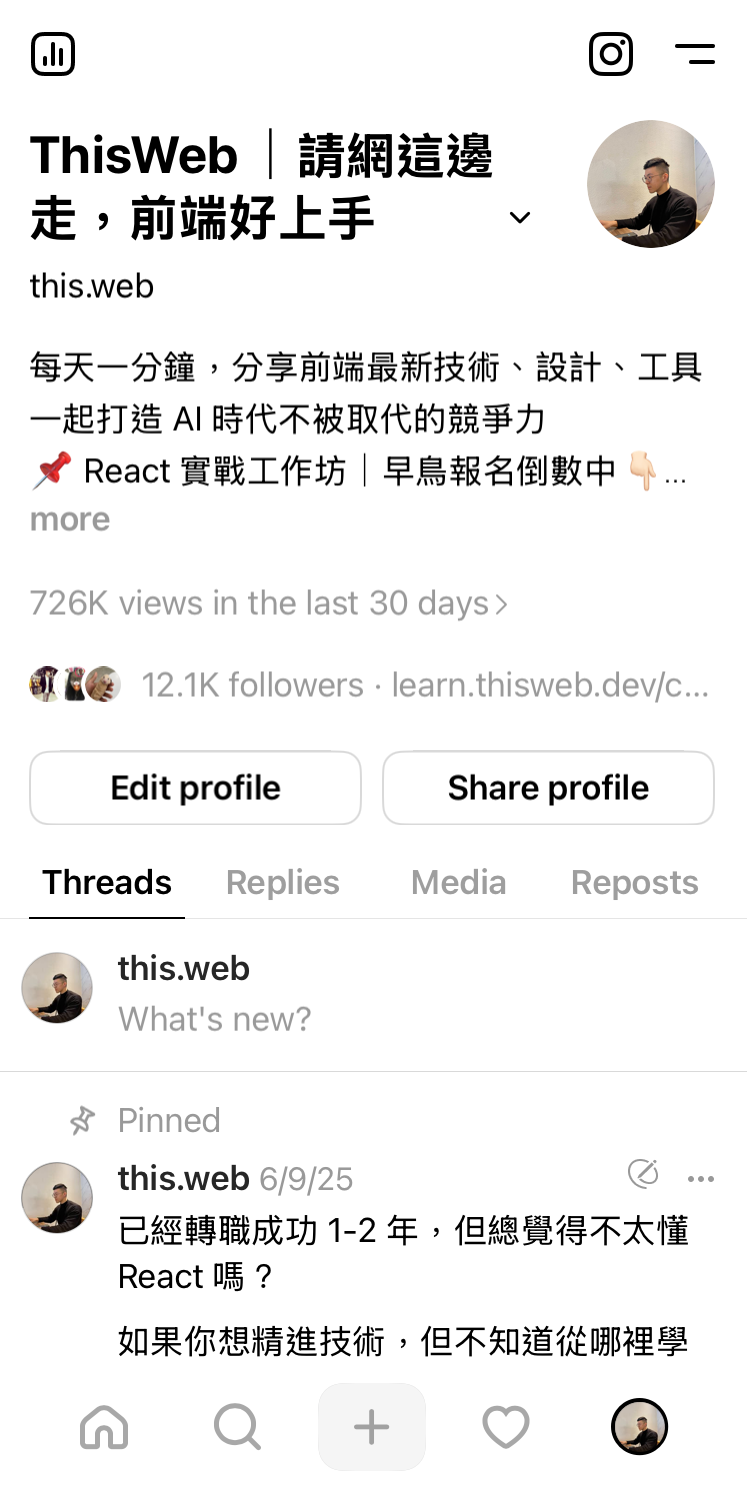 ThisWeb｜請網這邊
走，前端好上手
this.web
每天一分鐘，分享前端最新技術、設計、工具
一起打造 AI 時代不被取代的競爭力
📌 React 實戰工作坊｜早鳥報名倒數中 👇🏻...
more
726K views in the last 30 days
12.1K followers · learn.thisweb.dev/c...
Edit profile
Share profile
Threads
Replies
Media
Reposts
this.web
What's new?
Pinned
this.web 6/9/25
已經轉職成功 1-2 年，但總覺得不太懂
React 嗎？
如果你想精進技術，但不知道從哪裡學